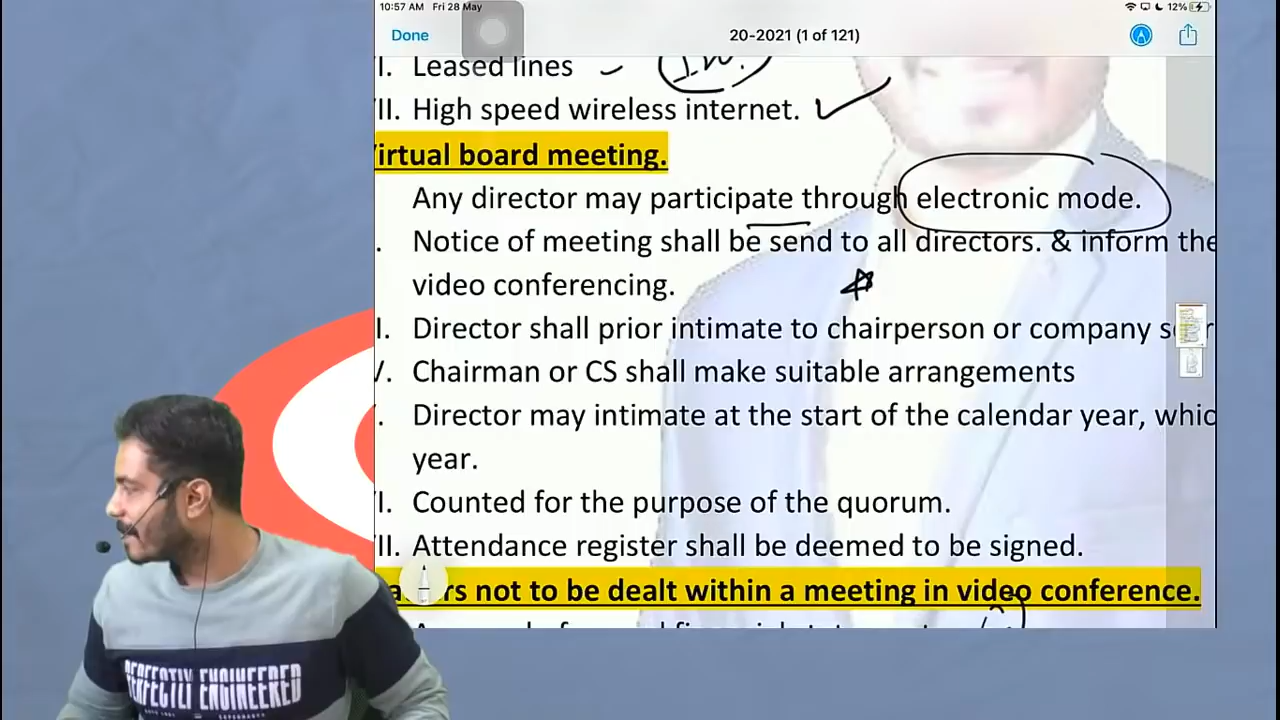 10:57 AM Fri 28 May
12%
Done
20-2021 (1 of 121)
I. Leased lines
II. High speed wireless internet.
irtual board meeting.
Any director may participate through electronic mode.
. Notice of meeting shall be send to all directors. & inform the
video conferencing.
I. Director shall prior intimate to chairperson or company
V. Chairman or CS shall make suitable arrangements
. Director may intimate at the start of the calendar year, whic
year.
I. Counted for the purpose of the quorum.
II. Attendance register shall be deemed to be signed.
rs not to be dealt within a meeting in video conference.
PERFECTLY ENGINEERED
PERFECTLY ENGINEERED